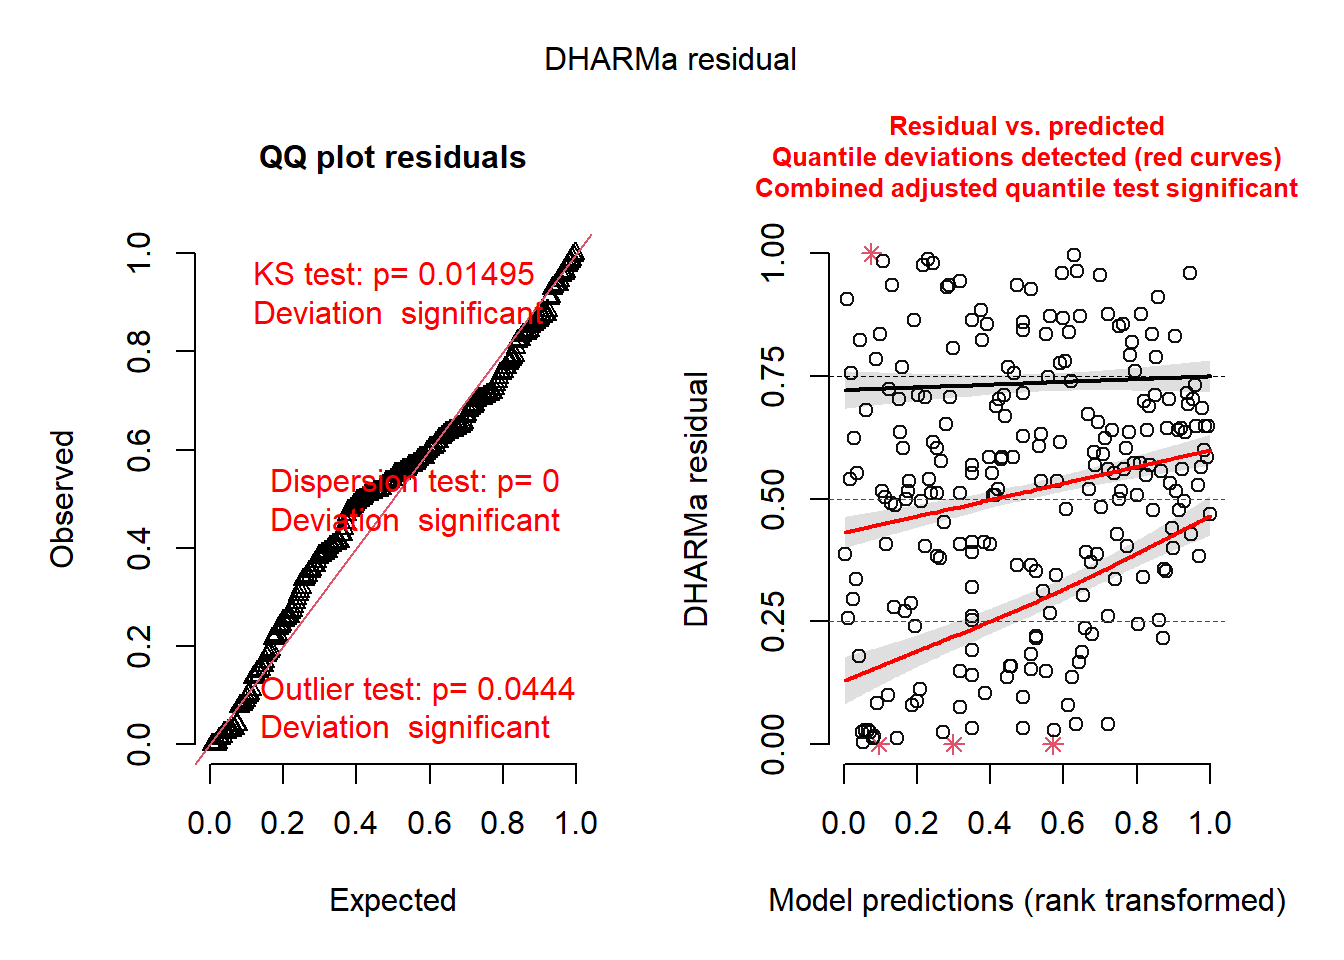 DHARMa residual
QQ plot residuals
KS test: p= 0.01495
Deviation  significant
Dispersion test: p= 0
Deviation  significant
Outlier test: p= 0.0444
Deviation  significant
Observed
0.0 0.2 0.4 0.6 0.8 1.0
0.0 0.2 0.4 0.6 0.8 1.0
Expected
Residual vs. predicted
Quantile deviations detected (red curves)
Combined adjusted quantile test significant
DHARMa residual
0.00 0.25 0.50 0.75 1.00
0.0 0.2 0.4 0.6 0.8 1.0
Model predictions (rank transformed)